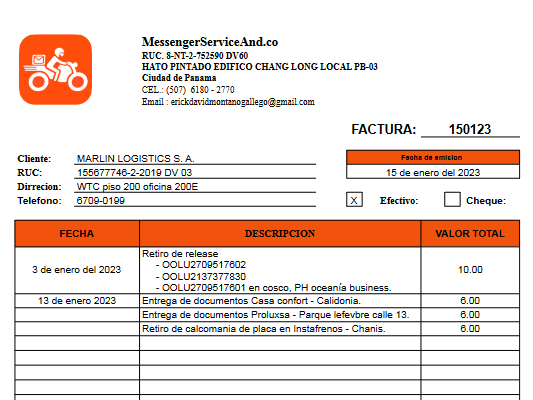 MessengerServiceAnd.co
RUC. 8-NT-2-752590 DV60
HATO PINTADO EDIFICO CHANG LONG LOCAL PB-03
Ciudad de Panama
CEL.: (507) 6180 - 2770
Email : erickdavidmontanogallego@gmail.com
FACTURA: 150123
Cliente: MARLIN LOGISTICS S. A.
RUC: 155677746-2-2019 DV 03
Dirrecion: WTC piso 200 oficina 200E
Telefono: 6709-0199
Fecha de emision
15 de enero del 2023
X Efectivo: Cheque:
FECHA DESCRIPCION VALOR TOTAL
Retiro de release
- OOLU2709517602
3 de enero del 2023 10.00
- OOLU2137377830
- OOLU2709517601 en cosco, PH oceanía business.
13 de enero del 2023 Entrega de documentos Casa confort - Calidonia. 6.00
Entrega de documentos Proluxsa - Parque lefevbre calle 13. 6.00
Retiro de calcomania de placa en Instafrenos - Chanis. 6.00